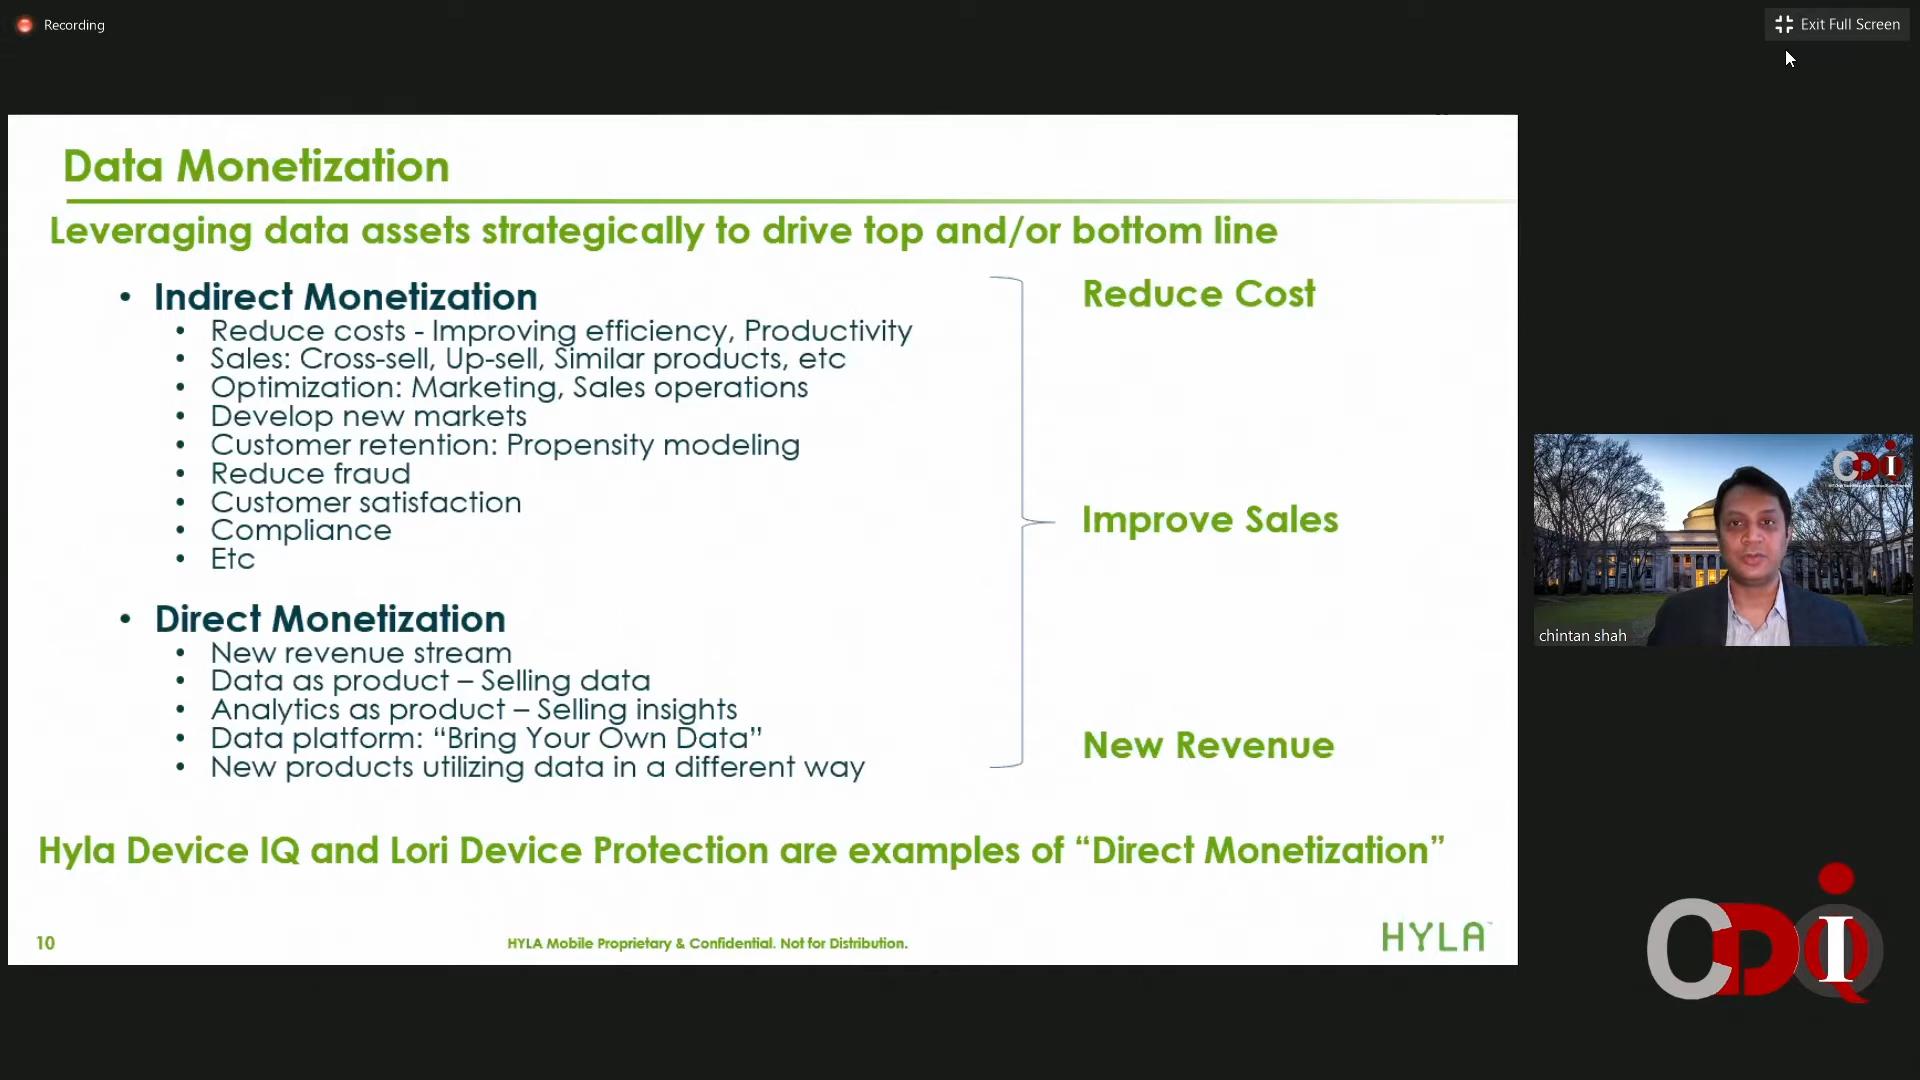 Recording
Exit Full Screen
Data Monetization
Leveraging data assets strategically to drive top and/or bottom line
• Indirect Monetization
• Reduce costs - Improving efficiency, Productivity
• Sales: Cross-sell, Up-sell, Similar products, etc
• Optimization: Marketing, Sales operations
• Develop new markets
• Customer retention: Propensity modeling
• Reduce fraud
• Customer satisfaction
• Compliance
• Etc
• Direct Monetization
• New revenue stream
• Data as product – Selling data
• Analytics as product – Selling insights
• Data platform: “Bring Your Own Data”
• New products utilizing data in a different way
Reduce Cost
Improve Sales
New Revenue
Hyla Device IQ and Lori Device Protection are examples of “Direct Monetization”
10
HYLA Mobile Proprietary & Confidential. Not for Distribution.
HYLA™
CDIQ
chintan shah
CDIQ